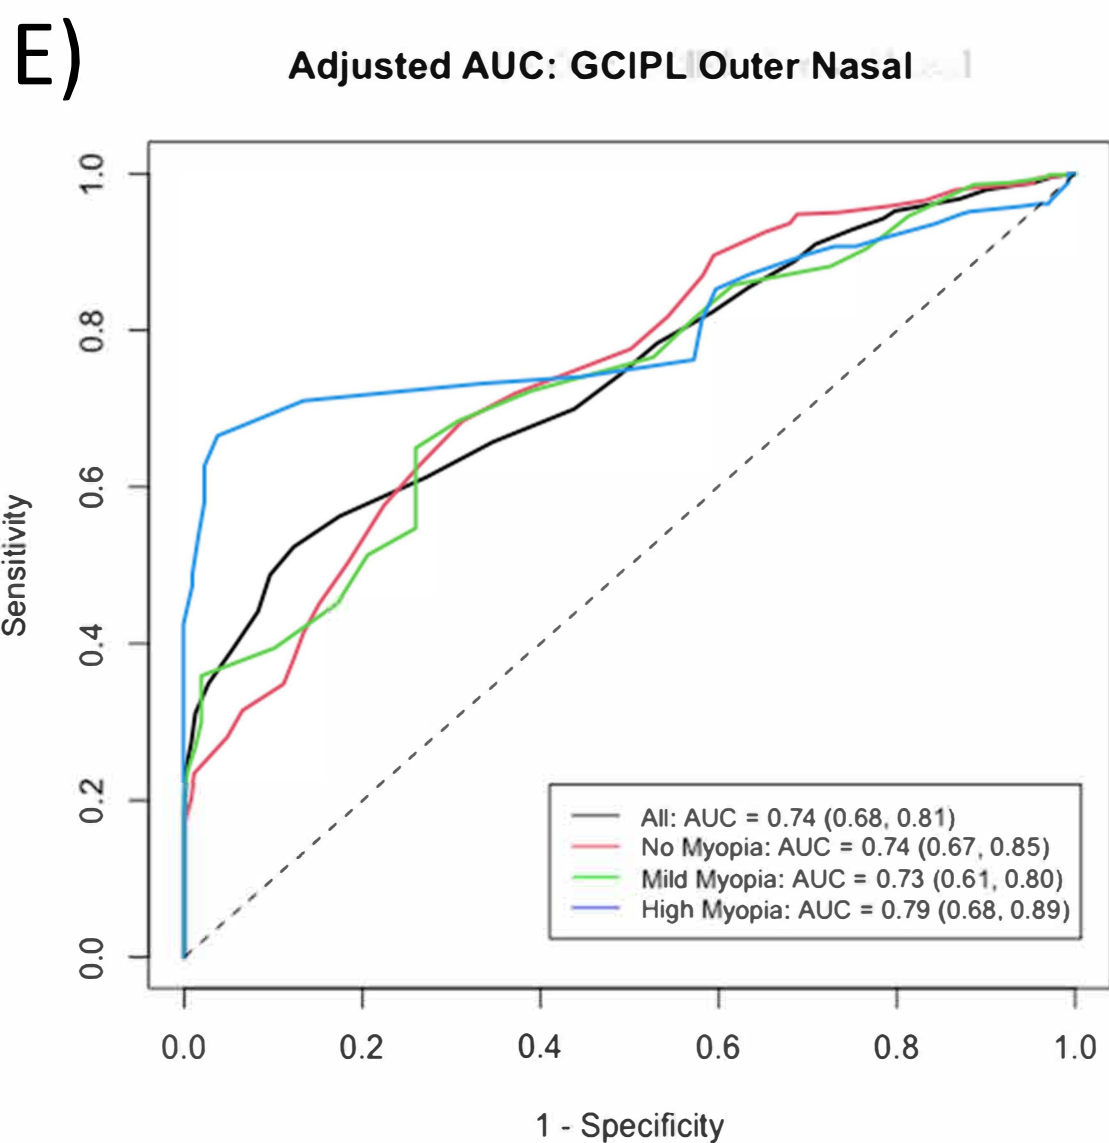 E)
Adjusted AUC: GCIPL Outer Nasal
1.0
0.8
0.6
0.4
0.2
0.0
Sensitivity
All: AUC = 0.74 (0.68, 0.81)
No Myopia: AUC = 0.74 (0.67, 0.85)
Mild Myopia: AUC = 0.73 (0.61, 0.80)
High Myopia: AUC = 0.79 (0.68, 0.89)
0.0 0.2 0.4 0.6 0.8 1.0
1 - Specificity